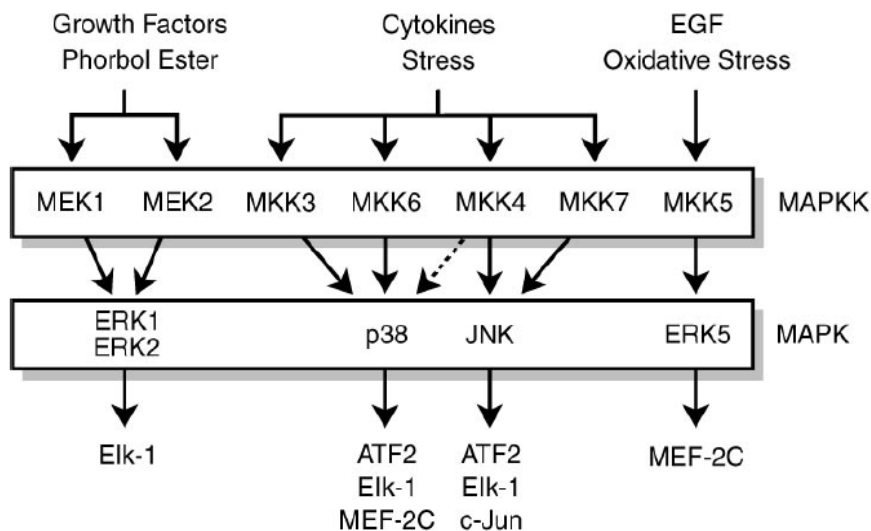 Growth Factors
Phorbol Ester
Cytokines
Stress
EGF
Oxidative Stress
MEK1 MEK2 MKK3 MKK6 MKK4 MKK7 MKK5 MAPKK
ERK1
ERK2
p38 JNK ERK5 MAPK
Elk-1
ATF2
Elk-1
MEF-2C
ATF2
Elk-1
c-Jun
MEF-2C